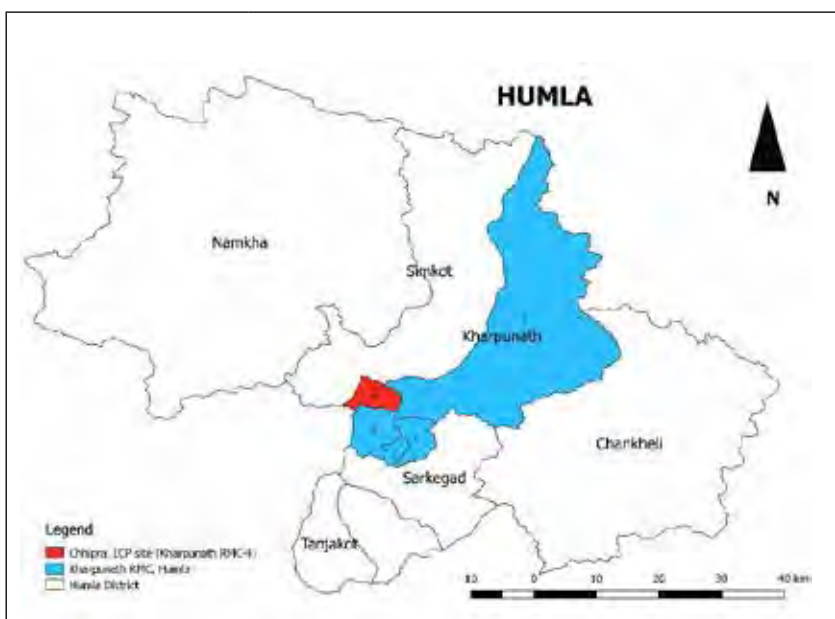 HUMLA
N
Namkha
Simkot
Kharpunath
Chankheli
Sarkegad
Tanjakot
Legend
Chhipra, ICP site (Kharpunath RMC-4)
Kharpunath RMC, Humla
Humla District
10 0 10 20 30 40 km